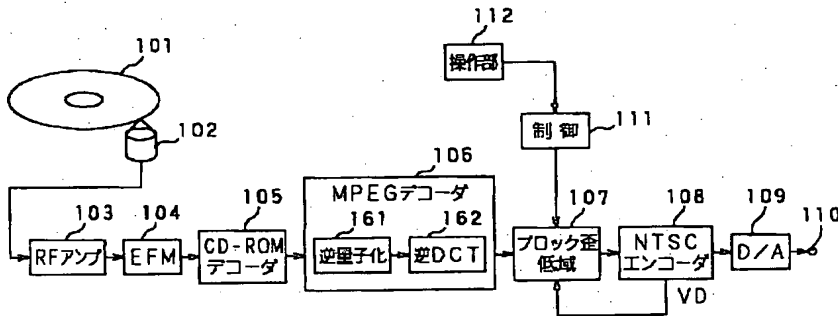 112
101
操作部
102
制御
111
106
MPEGデコーダ
107
108
109
110
103
104
105
161
162
RFアンプ
EFM
CD-ROM
デコーダ
逆量子化
逆DCT
ブロック歪
低域
NTSC
エンコーダ
D/A
VD